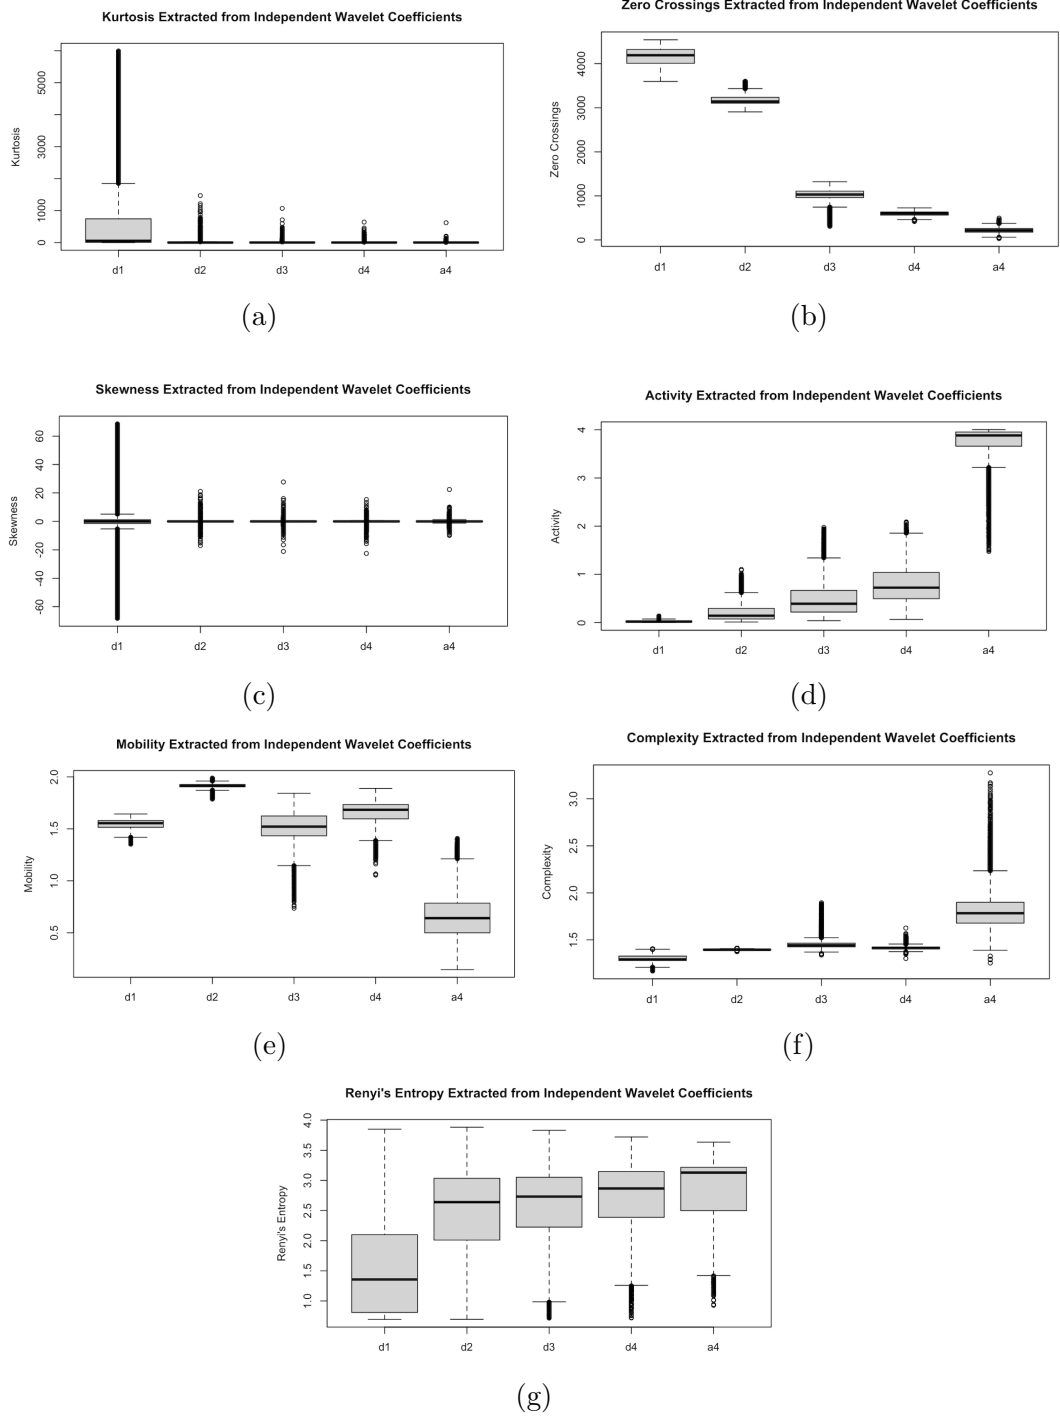 Kurtosis Extracted from Independent Wavelet Coefficients
Kurtosis
0
1000
3000
5000
d1 d2 d3 d4 a4
(a)
Zero Crossings Extracted from Independent Wavelet Coefficients
Zero Crossings
0
1000
2000
3000
4000
d1 d2 d3 d4 a4
(b)
Skewness Extracted from Independent Wavelet Coefficients
Skewness
60
40
20
0
-20
-40
-60
d1 d2 d3 d4 a4
(c)
Activity Extracted from Independent Wavelet Coefficients
Activity
0
1
2
3
4
d1 d2 d3 d4 a4
(d)
Mobility Extracted from Independent Wavelet Coefficients
Mobility
0.5
1.0
1.5
2.0
d1 d2 d3 d4 a4
(e)
Complexity Extracted from Independent Wavelet Coefficients
Complexity
1.5
2.0
2.5
3.0
d1 d2 d3 d4 a4
(f)
Renyi's Entropy Extracted from Independent Wavelet Coefficients
Renyi's Entropy
1.0
1.5
2.0
2.5
3.0
3.5
4.0
d1 d2 d3 d4 a4
(g)